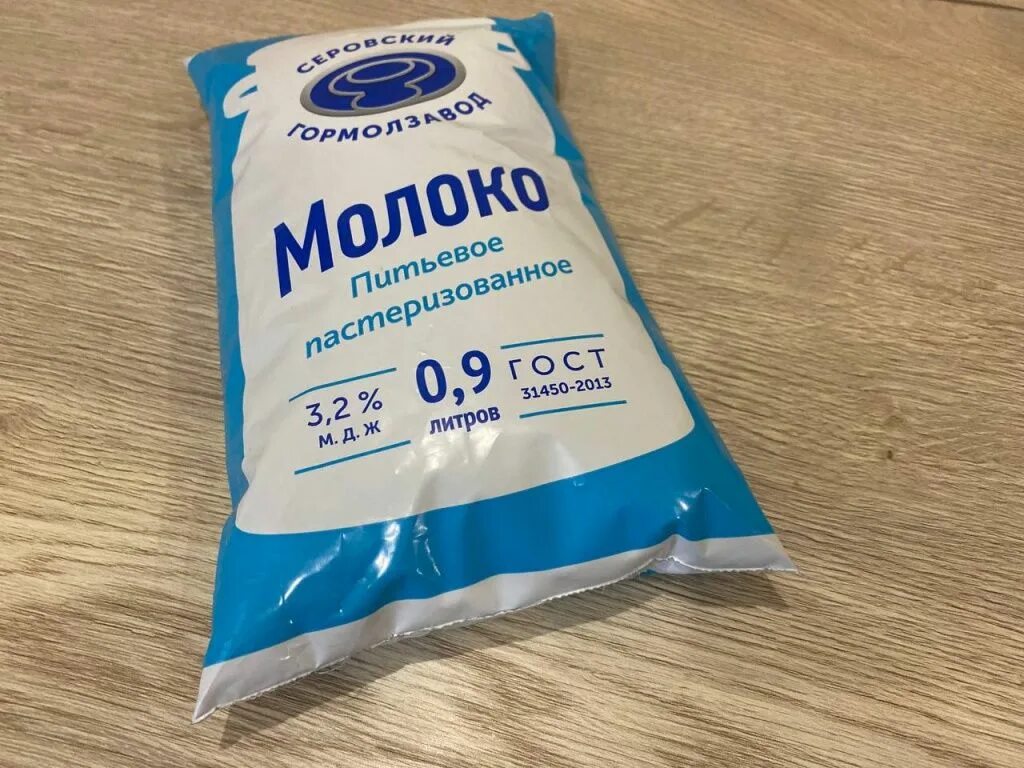 СЕРОВСКИЙ
ГОРМОЛЗАВОД
Молоко
Питьевое
пастеризованное
3,2 %
м. д. ж
0,9
литров
ГОСТ
31450-2013